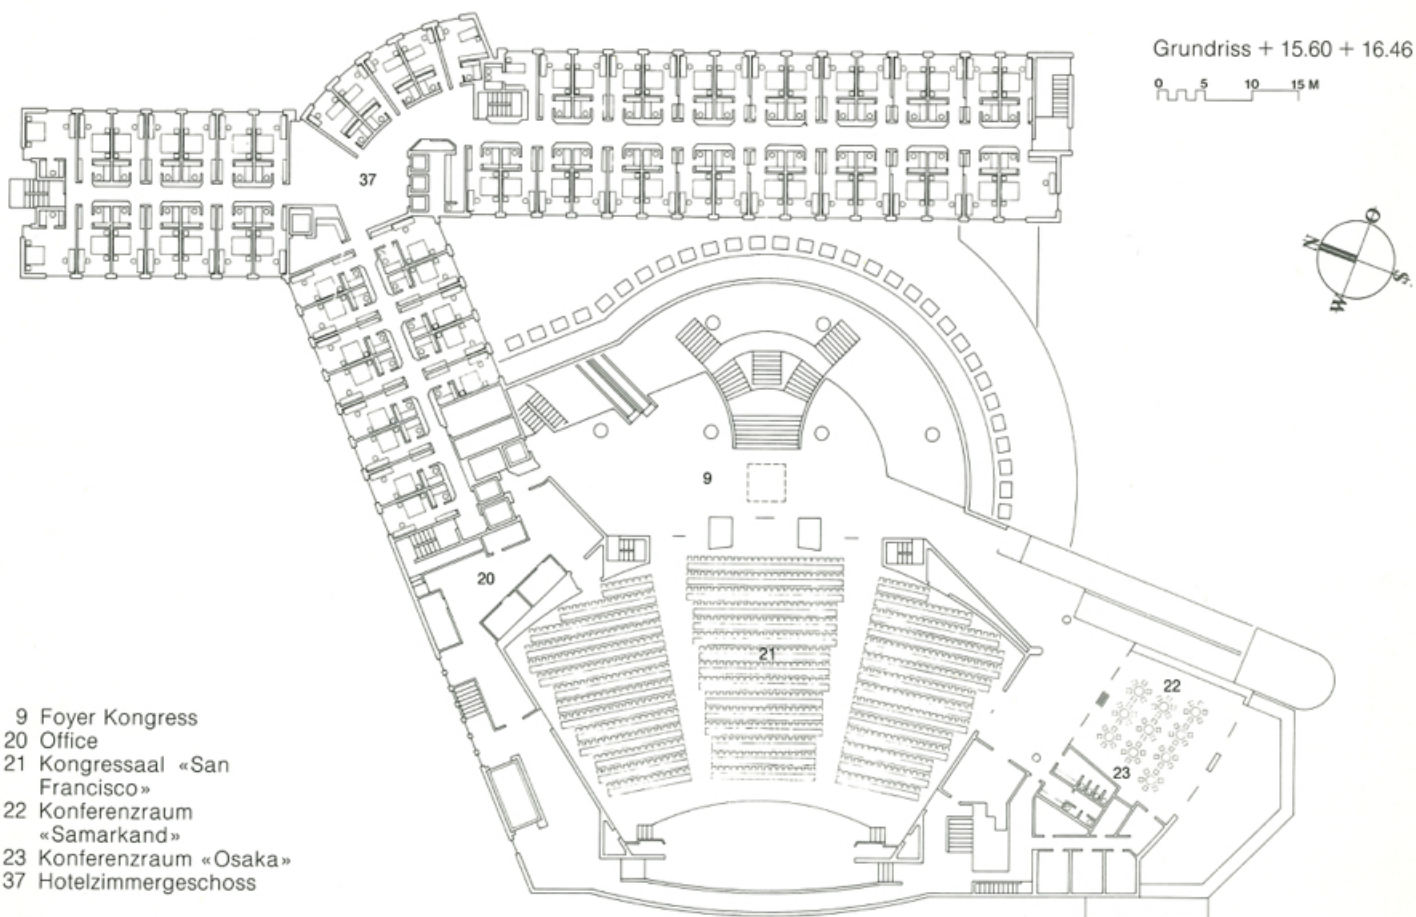 Grundriss + 15.60 + 16.46
0 5 10 15 M
37
O
N
S
W
9
20
21
22
23
9 Foyer Kongress
20 Office
21 Kongressaal «San
Francisco»
22 Konferenzraum
«Samarkand»
23 Konferenzraum «Osaka»
37 Hotelzimmergeschoss